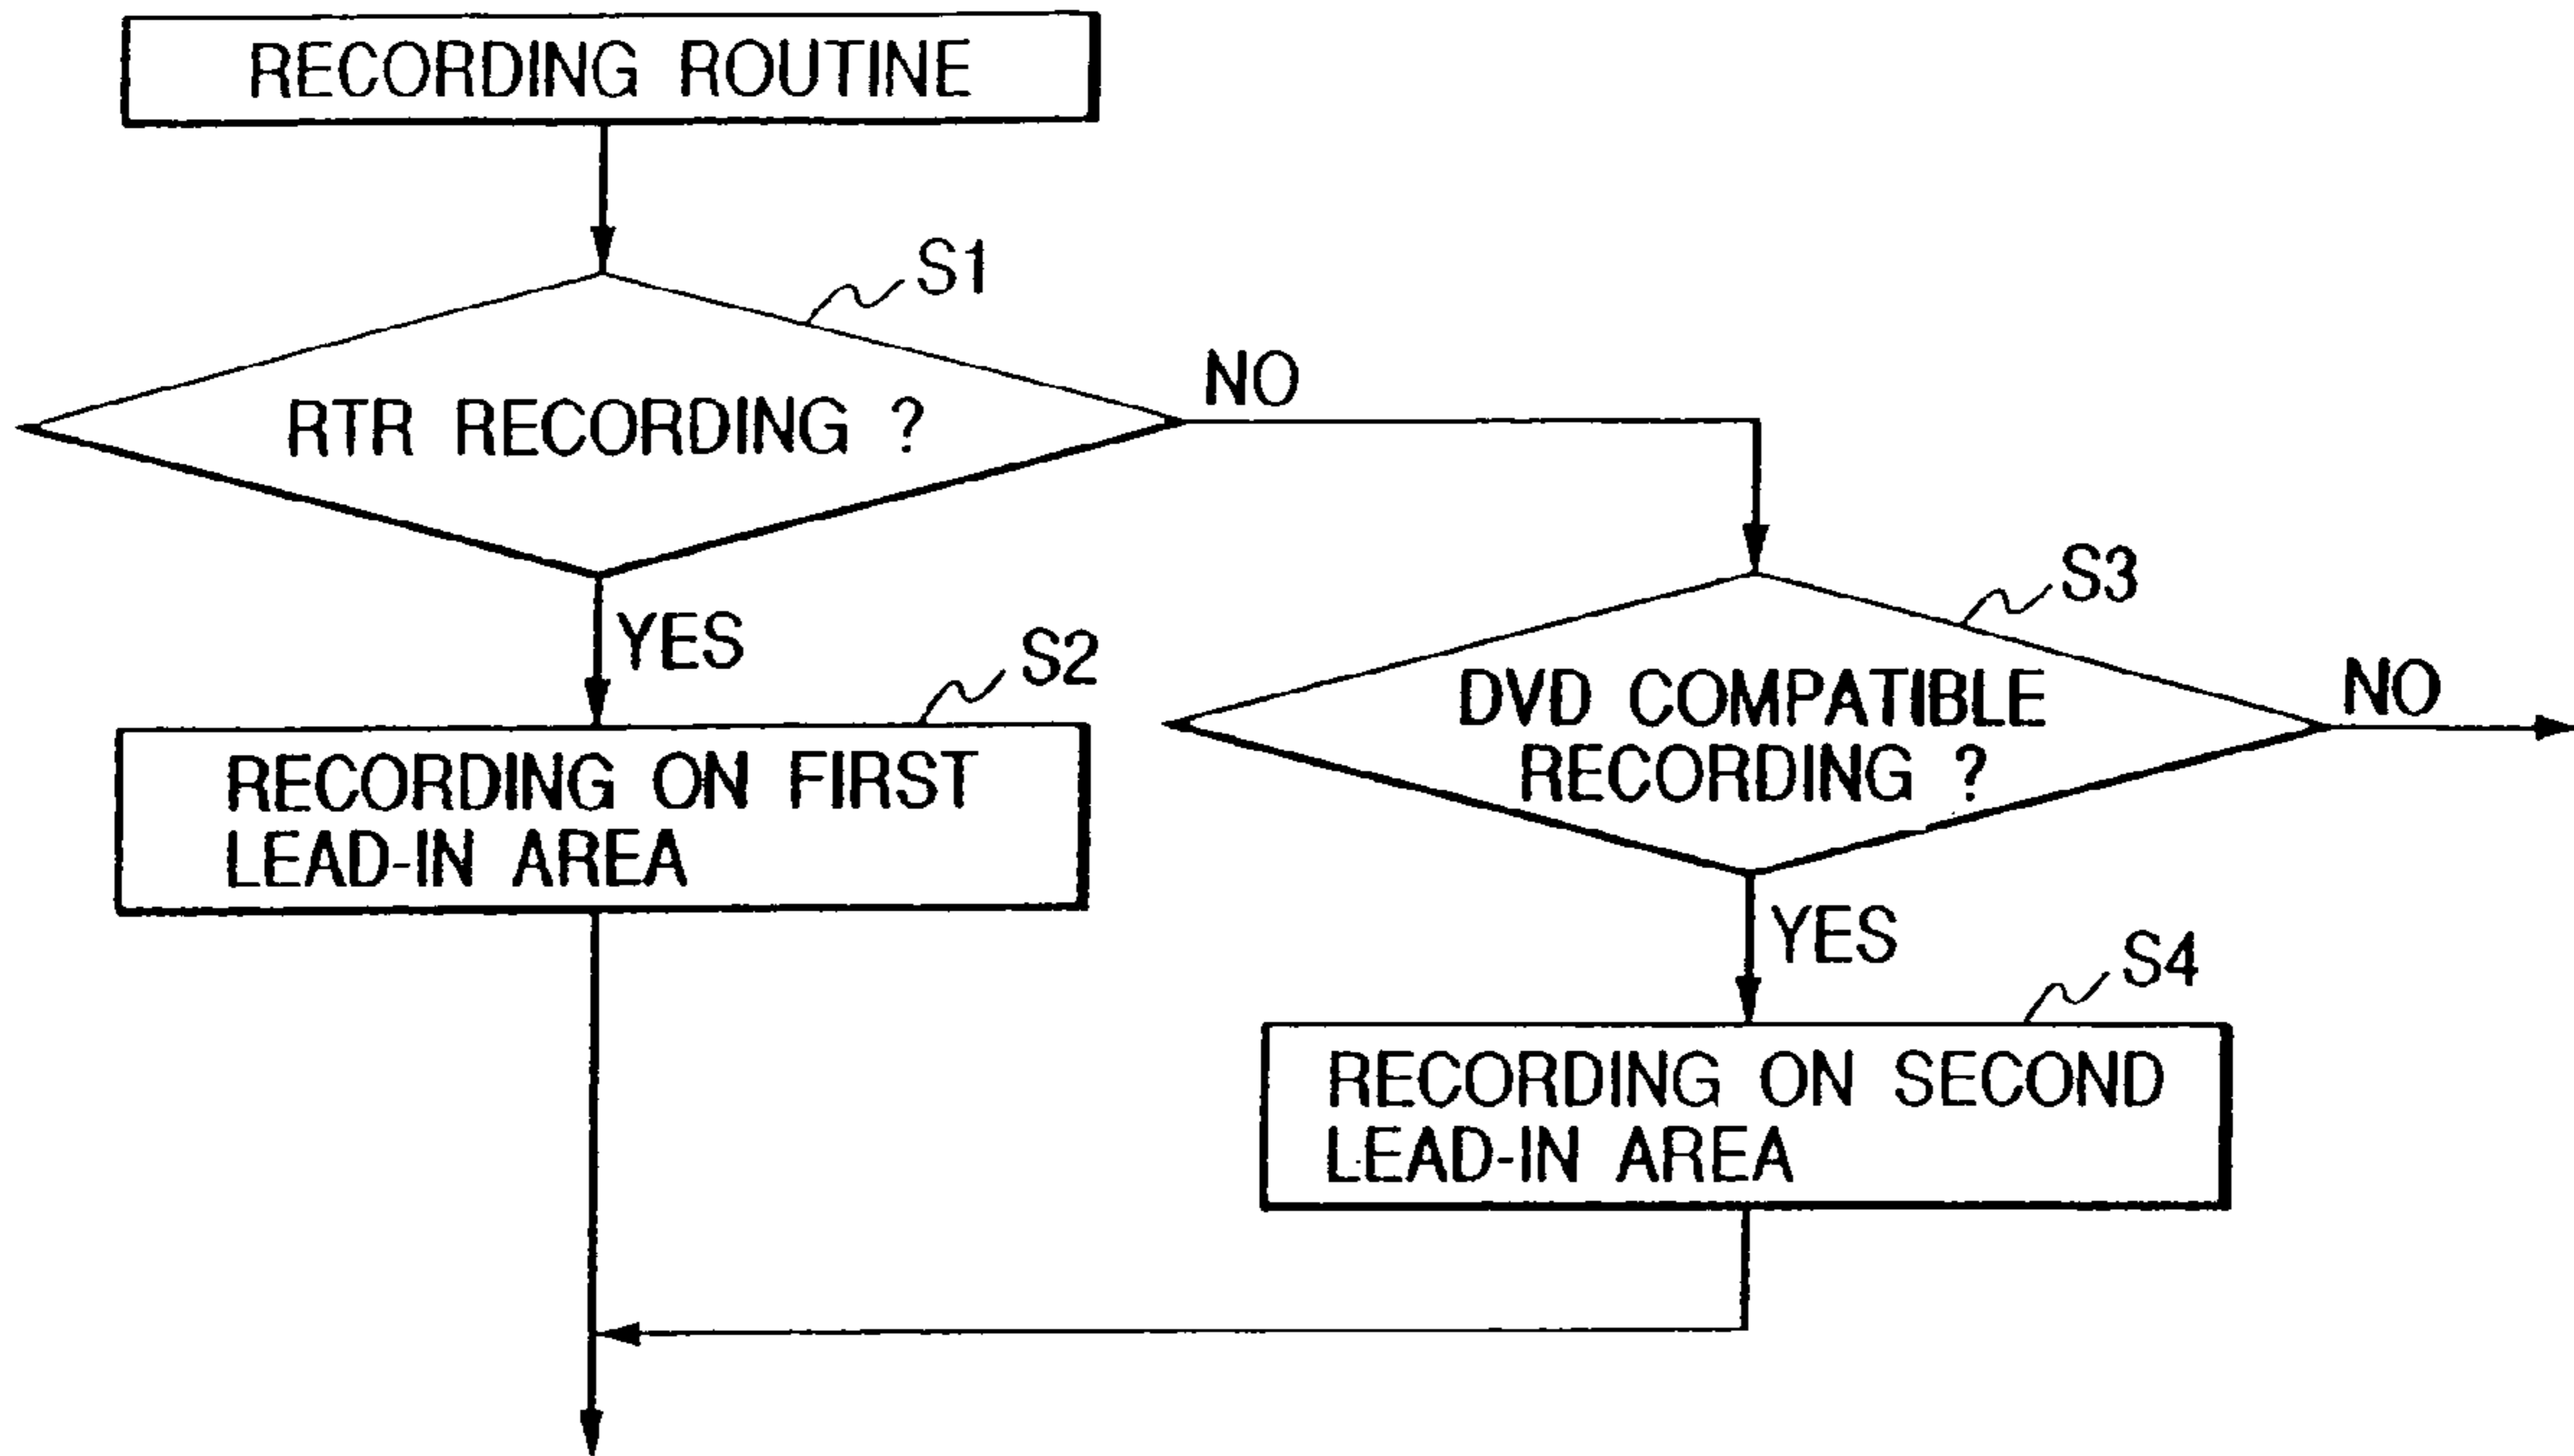 RECORDING ROUTINE
S1
RTR RECORDING ?
NO
YES
S2
RECORDING ON FIRST
LEAD-IN AREA
S3
DVD COMPATIBLE
RECORDING ?
NO
YES
S4
RECORDING ON SECOND
LEAD-IN AREA